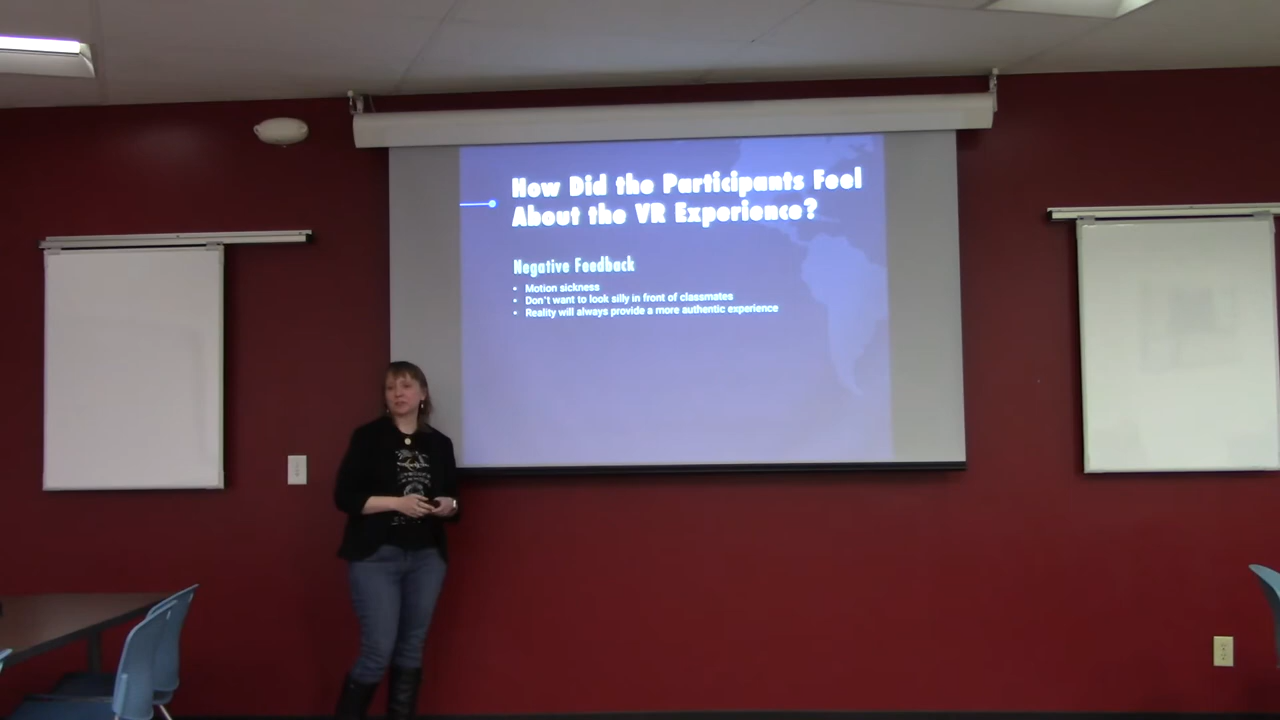 How Did the Participants Feel
About the VR Experience?
Negative Feedback
• Motion sickness
• Don't want to look silly in front of classmates
• Reality will always provide a more authentic experience